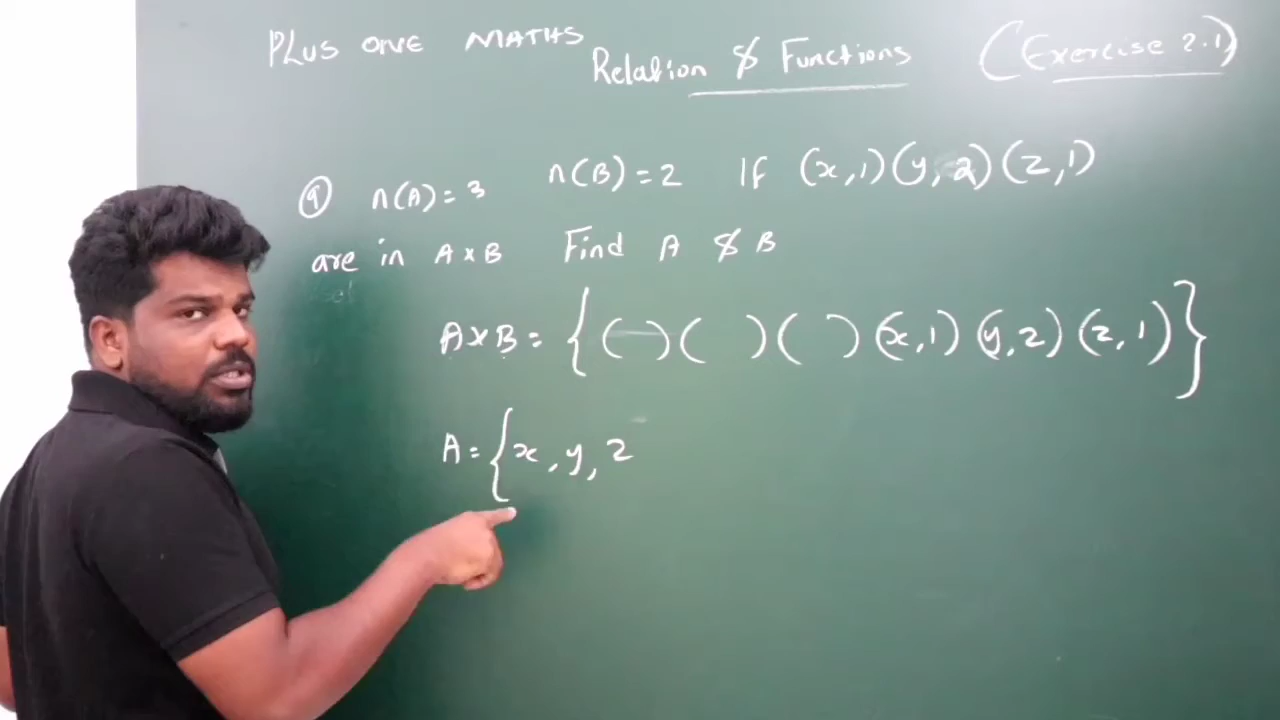 PLUS ONE MATHS
Relation & Functions (Exercise 2.1)
9 n(A)=3 n(B)=2 If (x,1)(y,2)(z,1)
are in A×B Find A & B
A×B = { ( )( )( )(x,1)(y,2)(z,1)}
A={x,y,z